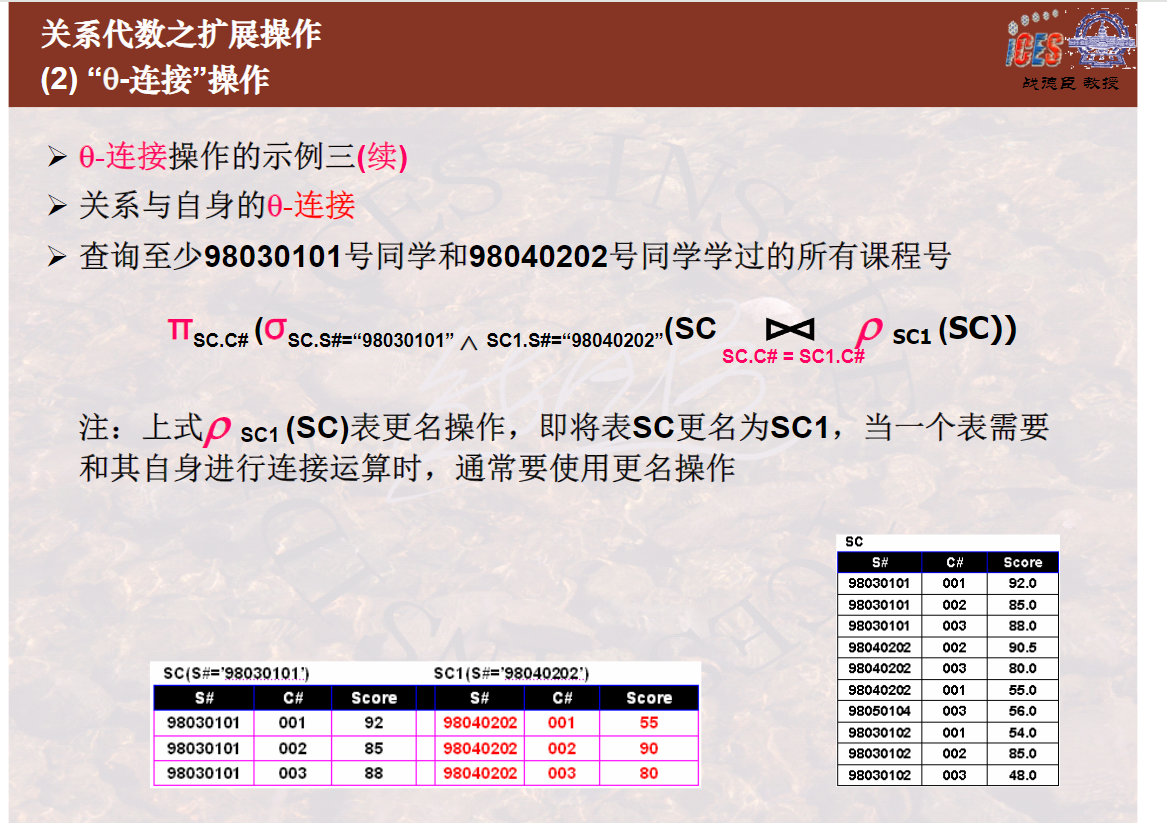 关系代数之扩展操作
(2) “θ-连接”操作
iCES
战德臣 教授
➢ θ-连接操作的示例三(续)
➢ 关系与自身的θ-连接
➢ 查询至少98030101号同学和98040202号同学学过的所有课程号
π SC.C# (σ SC.S#=“98030101” ∧ SC1.S#=“98040202” (SC ⋈ SC.C# = SC1.C# ρ SC1 (SC))
注：上式ρ SC1 (SC)表更名操作，即将表SC更名为SC1，当一个表需要
和其自身进行连接运算时，通常要使用更名操作
SC
S# C# Score
98030101 001 92.0
98030101 002 85.0
98030101 003 88.0
98040202 002 90.5
98040202 003 80.0
98040202 001 55.0
98050104 003 56.0
98030102 001 54.0
98030102 002 85.0
98030102 003 48.0
SC(S#='98030101') SC1(S#='98040202')
S# C# Score S# C# Score
98030101 001 92 98040202 001 55
98030101 002 85 98040202 002 90
98030101 003 88 98040202 003 80